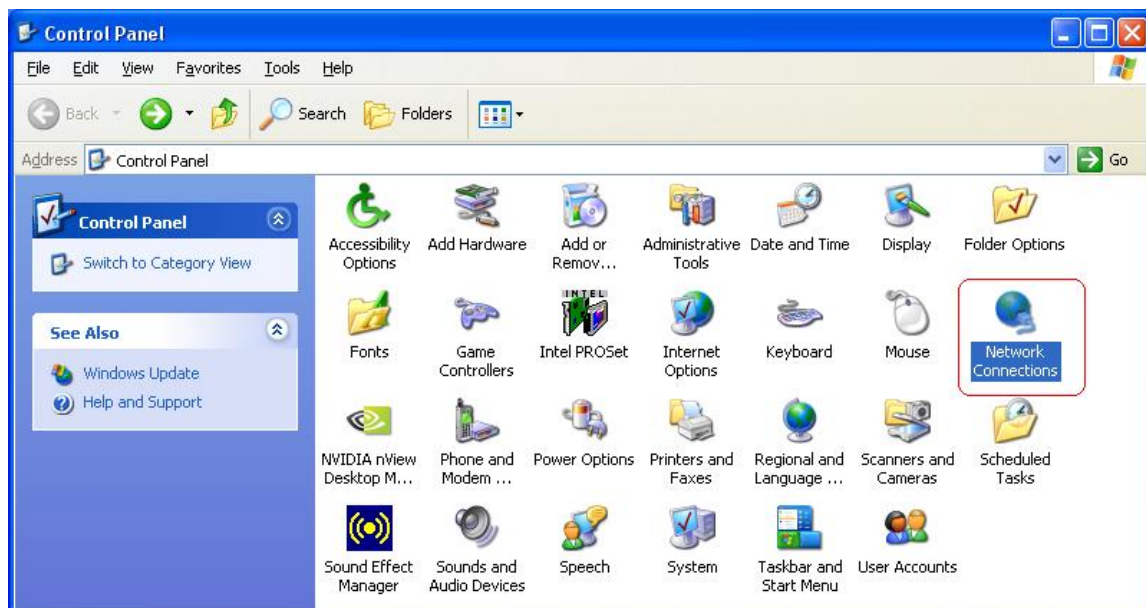 Control Panel
File Edit View Favorites Tools Help
Back Search Folders
Address Control Panel Go
Control Panel
Switch to Category View
See Also
Windows Update
Help and Support
Accessibility Options
Add Hardware
Add or Remov...
Administrative Tools
Date and Time
Display
Folder Options
Fonts
Game Controllers
INTEL
Intel PROSet
Internet Options
Keyboard
Mouse
Network Connections
NVIDIA nView Desktop M...
Phone and Modem ...
Power Options
Printers and Faxes
Regional and Language ...
Scanners and Cameras
Scheduled Tasks
Sound Effect Manager
Sounds and Audio Devices
Speech
System
Taskbar and Start Menu
User Accounts